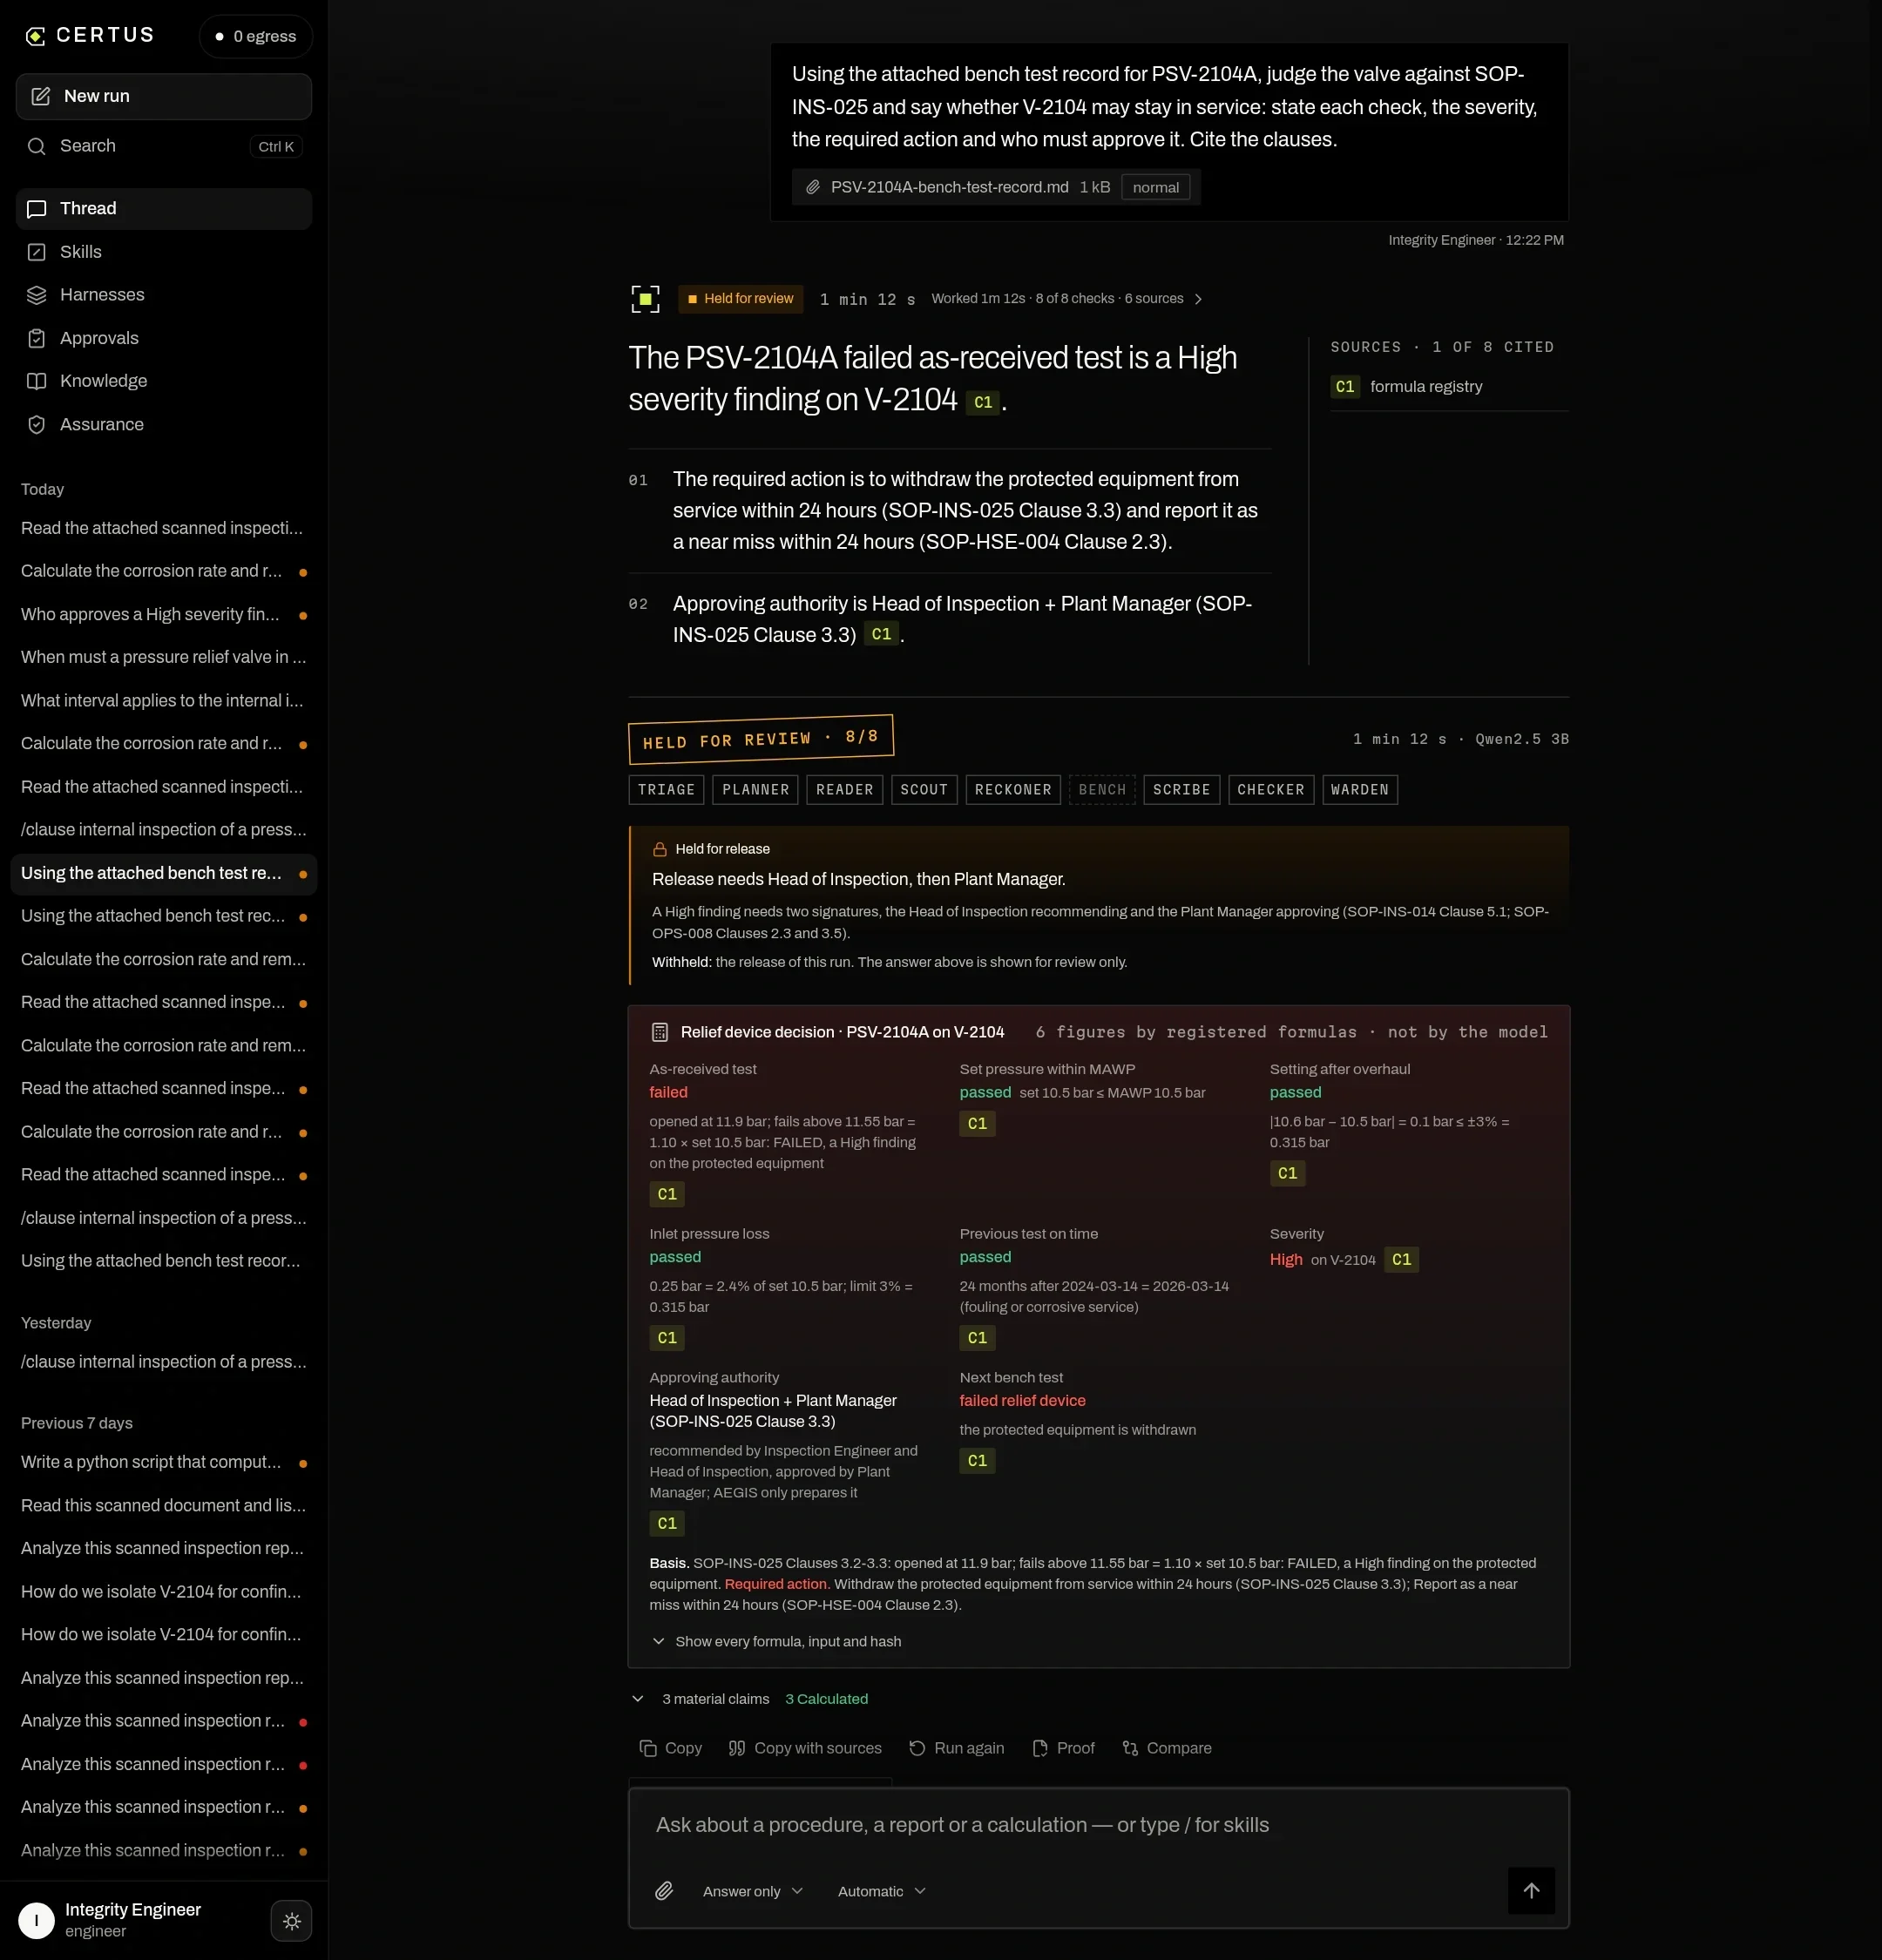 CERTUS
0 egress
New run
Search
Ctrl K
Thread
Skills
Harnesses
Approvals
Knowledge
Assurance
Today
Read the attached scanned inspecti...
Calculate the corrosion rate and r...
Who approves a High severity fin...
When must a pressure relief valve in ...
What interval applies to the internal i...
Calculate the corrosion rate and r...
Read the attached scanned inspecti...
/clause internal inspection of a press...
Using the attached bench test re...
Using the attached bench test rec...
Calculate the corrosion rate and rem...
Read the attached scanned inspe...
Calculate the corrosion rate and rem...
Read the attached scanned inspe...
Calculate the corrosion rate and r...
Read the attached scanned inspe...
/clause internal inspection of a press...
Using the attached bench test recor...
Yesterday
/clause internal inspection of a press...
Previous 7 days
Write a python script that comput...
Read this scanned document and lis...
Analyze this scanned inspection rep...
How do we isolate V-2104 for confin...
How do we isolate V-2104 for confin...
Analyze this scanned inspection rep...
Analyze this scanned inspection r...
Analyze this scanned inspection r...
Analyze this scanned inspection r...
Analyze this scanned inspection r...
I
Integrity Engineer
engineer
Using the attached bench test record for PSV-2104A, judge the valve against SOP-
INS-025 and say whether V-2104 may stay in service: state each check, the severity,
the required action and who must approve it. Cite the clauses.
PSV-2104A-bench-test-record.md 1 kB normal
Integrity Engineer · 12:22 PM
Held for review 1 min 12 s Worked 1m 12s · 8 of 8 checks · 6 sources
The PSV-2104A failed as-received test is a High
severity finding on V-2104 C1.
01 The required action is to withdraw the protected equipment from
service within 24 hours (SOP-INS-025 Clause 3.3) and report it as
a near miss within 24 hours (SOP-HSE-004 Clause 2.3).
02 Approving authority is Head of Inspection + Plant Manager (SOP-
INS-025 Clause 3.3) C1.
SOURCES · 1 OF 8 CITED
C1 formula registry
HELD FOR REVIEW · 8/8
1 min 12 s · Qwen2.5 3B
TRIAGE PLANNER READER SCOUT RECKONER BENCH SCRIBE CHECKER WARDEN
Held for release
Release needs Head of Inspection, then Plant Manager.
A High finding needs two signatures, the Head of Inspection recommending and the Plant Manager approving (SOP-INS-014 Clause 5.1; SOP-
OPS-008 Clauses 2.3 and 3.5).
Withheld: the release of this run. The answer above is shown for review only.
Relief device decision · PSV-2104A on V-2104 6 figures by registered formulas · not by the model
As-received test
failed
opened at 11.9 bar; fails above 11.55 bar =
1.10 × set 10.5 bar: FAILED, a High finding
on the protected equipment
C1
Set pressure within MAWP
passed set 10.5 bar ≤ MAWP 10.5 bar
C1
Setting after overhaul
passed
|10.6 bar − 10.5 bar| = 0.1 bar ≤ ±3% =
0.315 bar
C1
Inlet pressure loss
passed
0.25 bar = 2.4% of set 10.5 bar; limit 3% =
0.315 bar
C1
Previous test on time
passed
24 months after 2024-03-14 = 2026-03-14
(fouling or corrosive service)
C1
Severity
High on V-2104 C1
Approving authority
Head of Inspection + Plant Manager
(SOP-INS-025 Clause 3.3)
recommended by Inspection Engineer and
Head of Inspection, approved by Plant
Manager; AEGIS only prepares it
C1
Next bench test
failed relief device
the protected equipment is withdrawn
C1
Basis. SOP-INS-025 Clauses 3.2-3.3: opened at 11.9 bar; fails above 11.55 bar = 1.10 × set 10.5 bar: FAILED, a High finding on the protected
equipment. Required action. Withdraw the protected equipment from service within 24 hours (SOP-INS-025 Clause 3.3); Report as a near
miss within 24 hours (SOP-HSE-004 Clause 2.3).
Show every formula, input and hash
3 material claims 3 Calculated
Copy Copy with sources Run again Proof Compare
Ask about a procedure, a report or a calculation — or type / for skills
Answer only Automatic